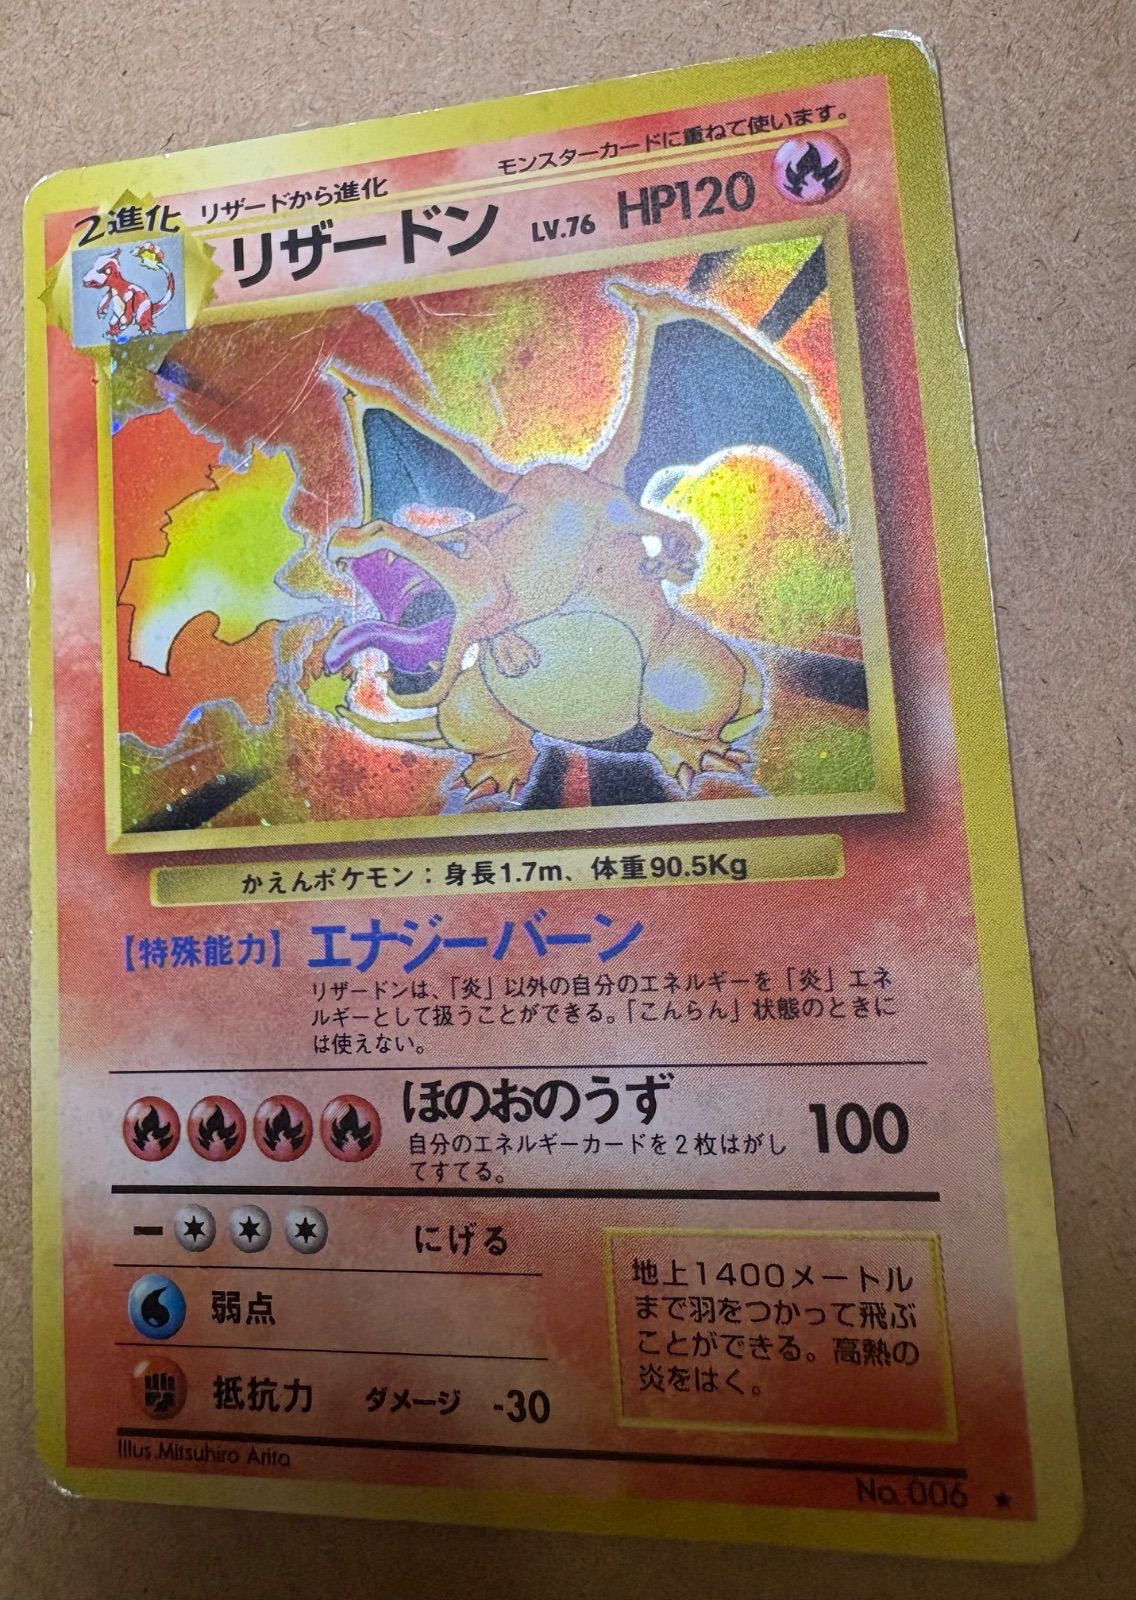 モンスターカードに重ねて使います。
2進化 リザードから進化
リザードン LV.76 HP120
かえんポケモン：身長1.7m、体重90.5Kg
【特殊能力】エナジーバーン
リザードンは、「炎」以外の自分のエネルギーを「炎」エネ
ルギーとして扱うことができる。「こんらん」状態のときに
は使えない。
ほのおのうず 100
自分のエネルギーカードを2枚はがし
てすてる。
ー にげる
弱点
抵抗力 ダメージ -30
地上1400メートル
まで羽をつかって飛ぶ
ことができる。高熱の
炎をはく。
Illus.Mitsuhiro Arita
No.006 ★